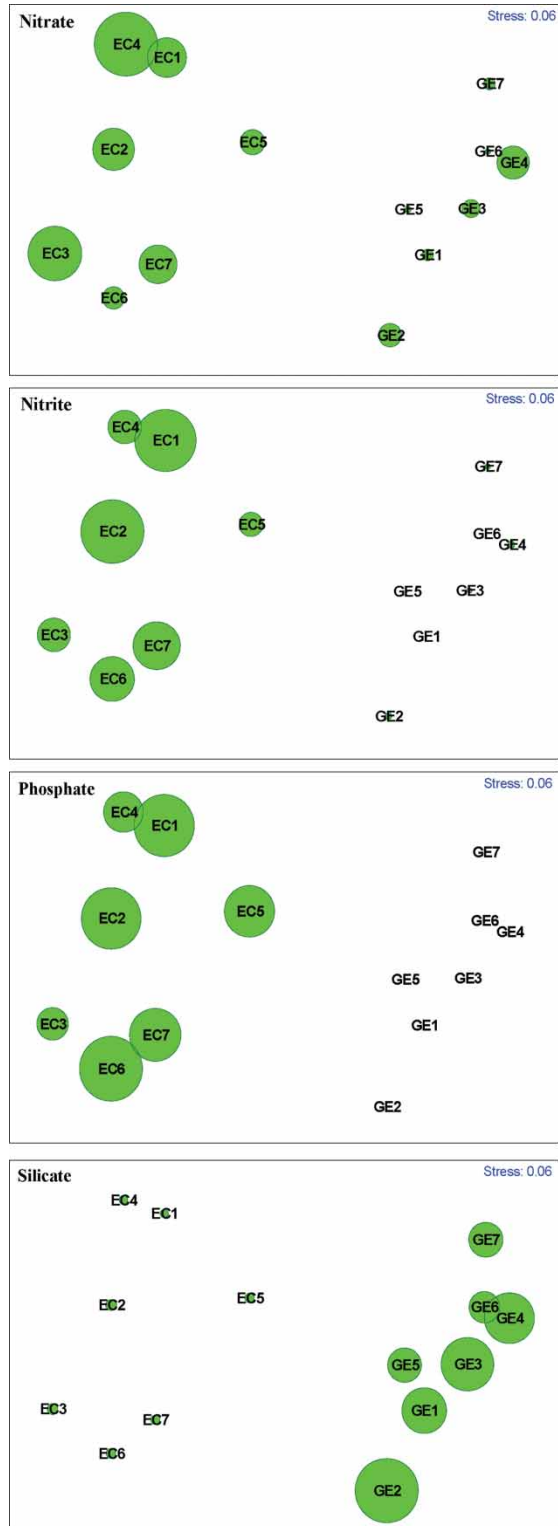 Nitrate
Stress: 0.06
EC4
EC1
GE7
EC2
EC5
GE6
GE4
GE5
GE3
EC3
EC7
GE1
EC6
GE2
Nitrite
Stress: 0.06
EC4
EC1
GE7
EC2
EC5
GE6
GE4
GE5
GE3
EC3
EC7
GE1
EC6
GE2
Phosphate
Stress: 0.06
EC4
EC1
GE7
EC2
EC5
GE6
GE4
GE5
GE3
EC3
EC7
GE1
EC6
GE2
Silicate
Stress: 0.06
EC4
EC1
GE7
EC2
EC5
GE6
GE4
GE5
GE3
EC3
EC7
GE1
EC6
GE2